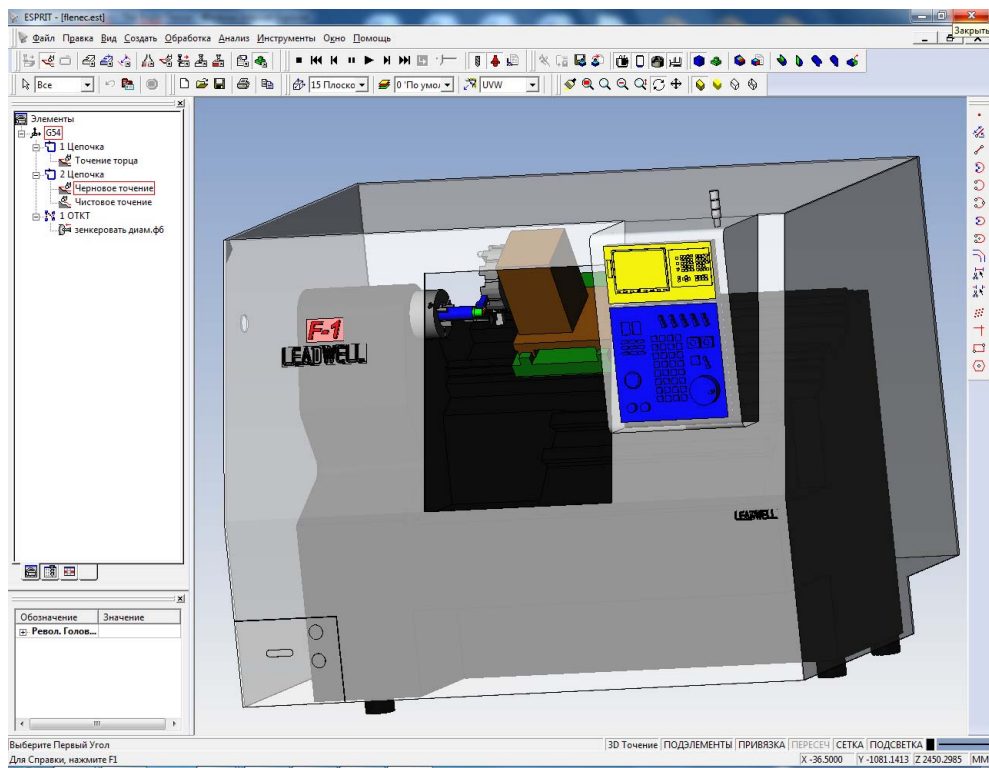 ESPRIT - [flenec.est]
Закрыть
Файл Правка Вид Создать Обработка Анализ Инструменты Окно Помощь
Все 15 Плоско 0 'По умол UVW
Элементы
G54
1 Цепочка
Точение торца
2 Цепочка
Черновое точение
Чистовое точение
1 ОТКТ
зенкеровать диам.фб
F-1
LEADWELL
LEADWELL
Обозначение Значение
Револ. Голов...
Выберите Первый Угол
3D Точение ПОДЭЛЕМЕНТЫ ПРИВЯЗКА ПЕРЕСЕЧ СЕТКА ПОДСВЕТКА
Для Справки, нажмите F1
X -36.5000 Y -1081.1413 Z 2450.2985 MM